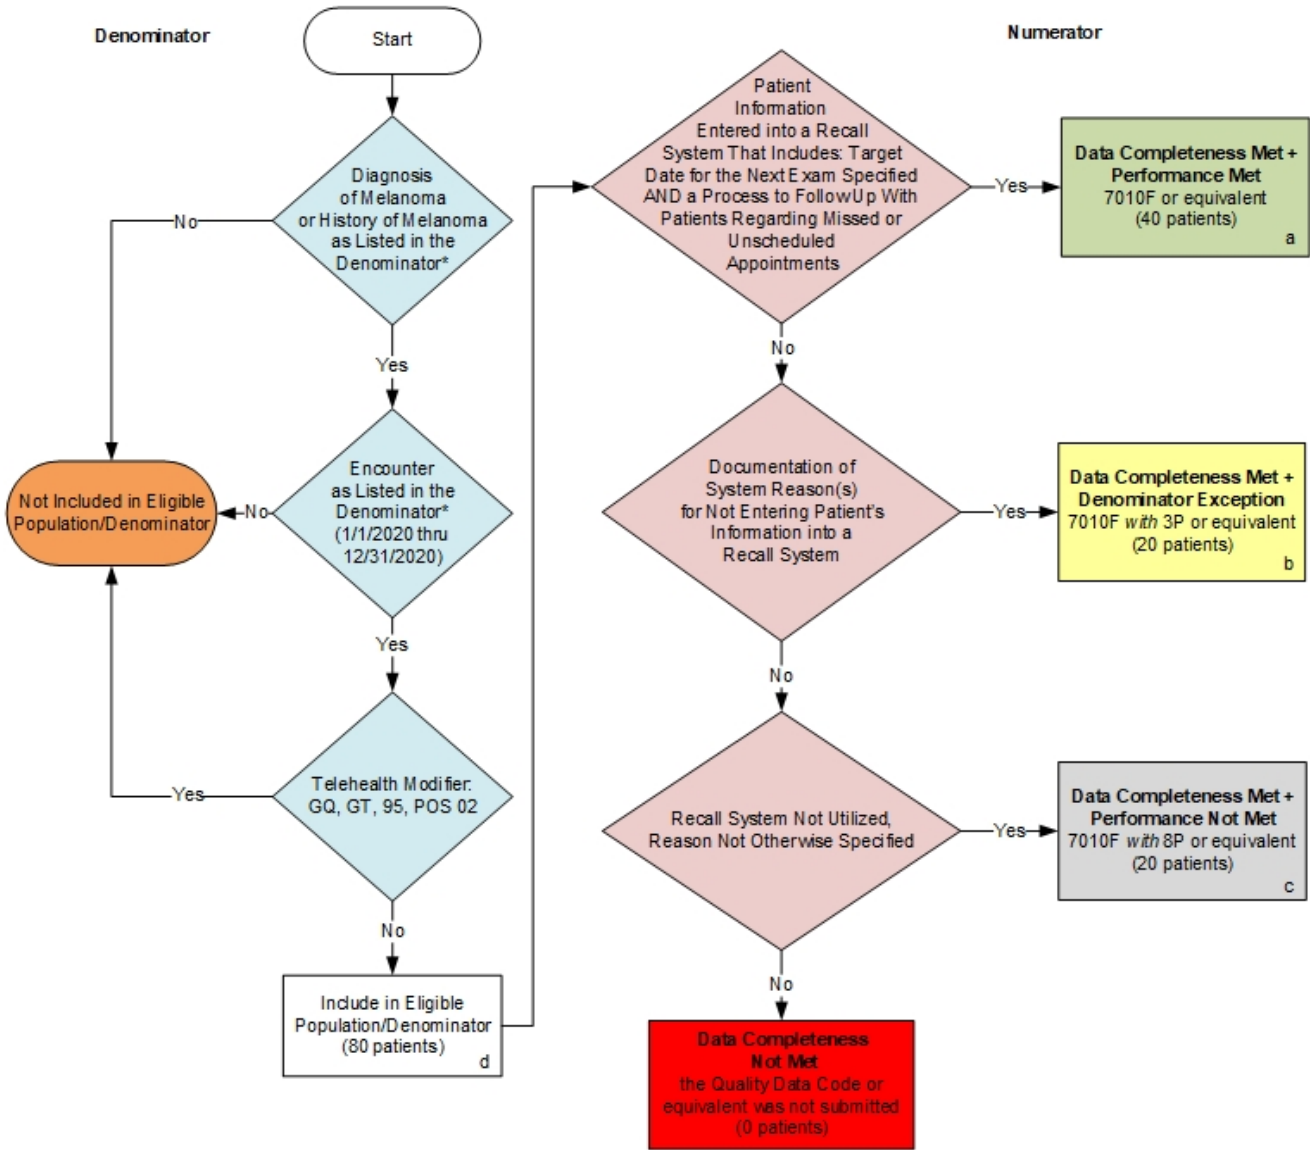 Denominator
Start
Diagnosis
of Melanoma
or History of Melanoma
as Listed in the
Denominator*
No
Yes
Encounter
as Listed in the
Denominator*
(1/1/2020 thru
12/31/2020)
No
Not Included in Eligible
Population/Denominator
Yes
Telehealth Modifier:
GQ, GT, 95, POS 02
Yes
No
Include in Eligible
Population/Denominator
(80 patients)
d
Numerator
Patient
Information
Entered into a Recall
System That Includes: Target
Date for the Next Exam Specified
AND a Process to Follow Up With
Patients Regarding Missed or
Unscheduled
Appointments
Yes
Data Completeness Met +
Performance Met
7010F or equivalent
(40 patients)
a
No
Documentation of
System Reason(s)
for Not Entering Patient's
Information into a
Recall System
Yes
Data Completeness Met +
Denominator Exception
7010F with 3P or equivalent
(20 patients)
b
No
Recall System Not Utilized,
Reason Not Otherwise Specified
Yes
Data Completeness Met +
Performance Not Met
7010F with 8P or equivalent
(20 patients)
c
No
Data Completeness
Not Met
the Quality Data Code or
equivalent was not submitted
(0 patients)